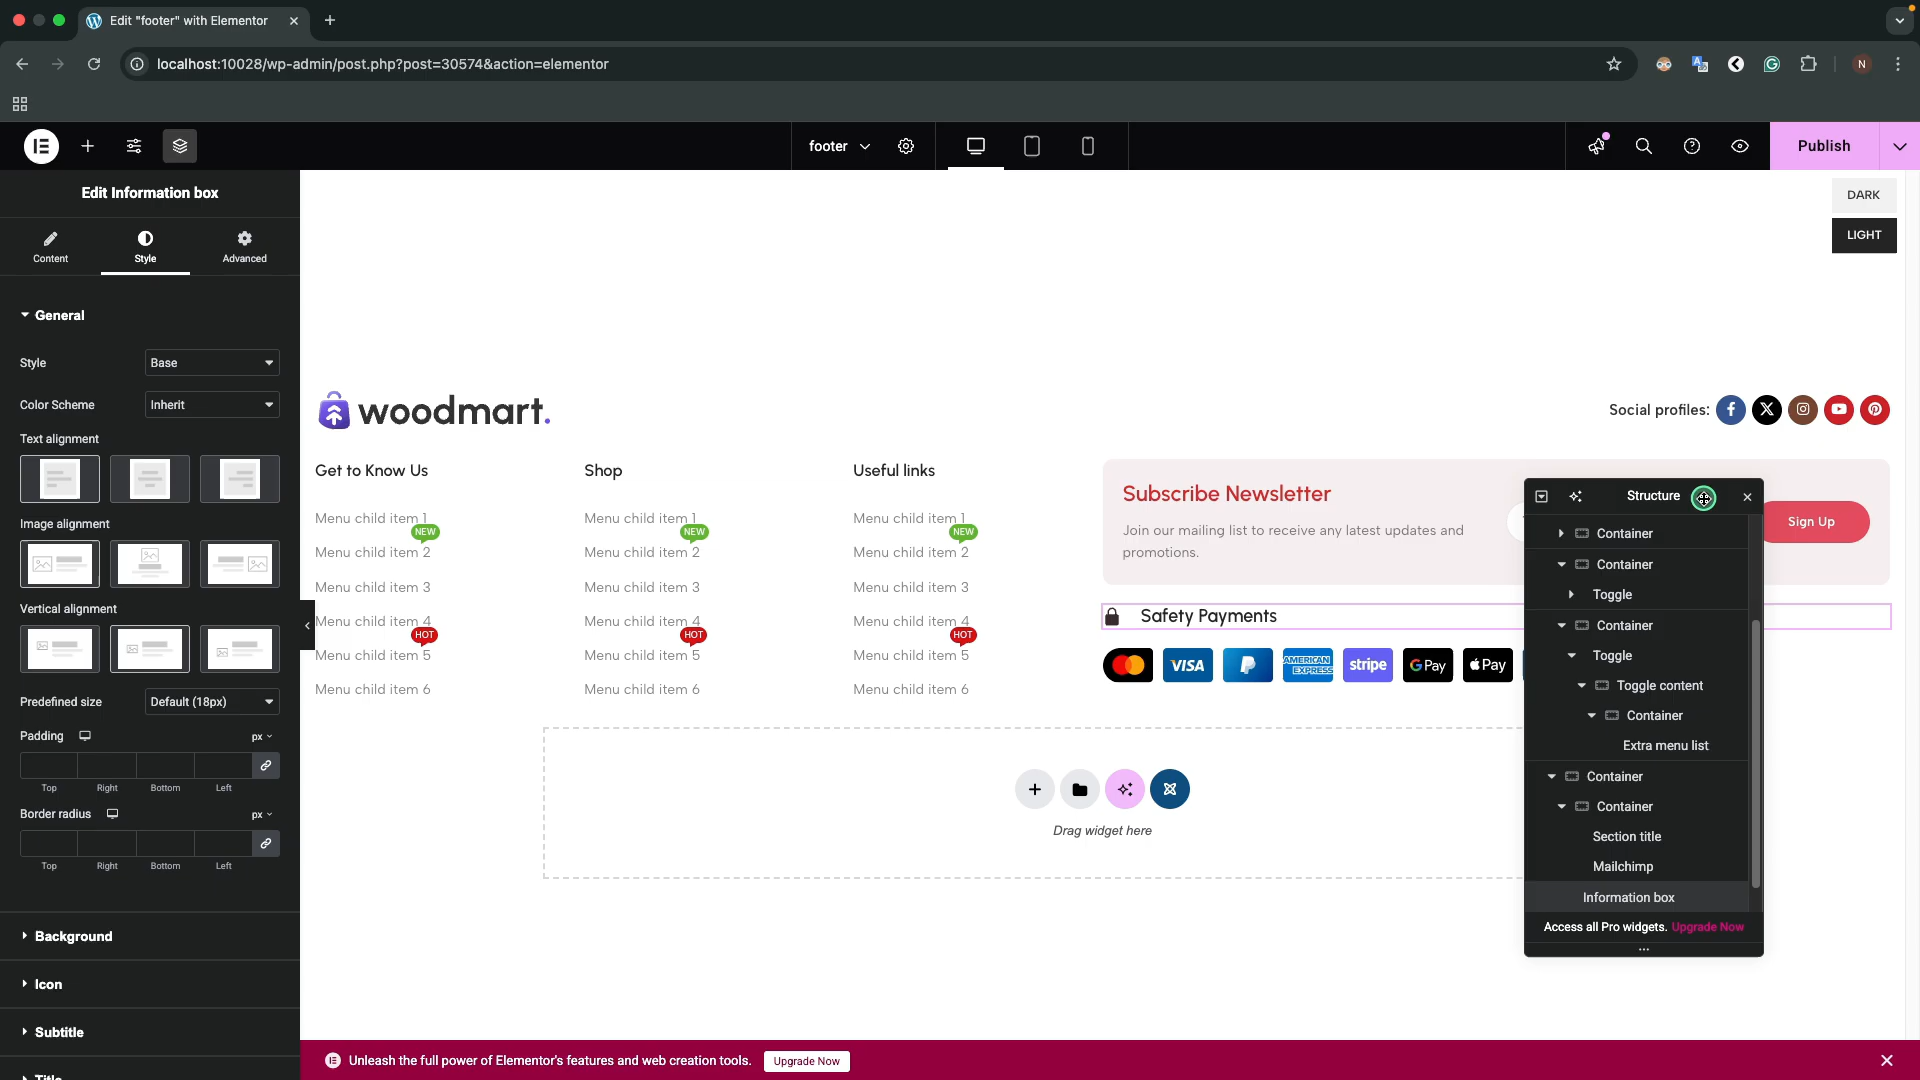 Edit "footer" with Elementor
localhost:10028/wp-admin/post.php?post=30574&action=elementor
N
footer
Publish
Edit Information box
Content
Style
Advanced
General
Style
Base
Color Scheme
Inherit
Text alignment
Image alignment
Vertical alignment
Predefined size
Default (18px)
Padding
px
Top
Right
Bottom
Left
Border radius
px
Top
Right
Bottom
Left
Background
Icon
Subtitle
Title
DARK
LIGHT
woodmart.
Social profiles:
Get to Know Us
Menu child item 1
NEW
Menu child item 2
Menu child item 3
Menu child item 4
HOT
Menu child item 5
Menu child item 6
Shop
Menu child item 1
NEW
Menu child item 2
Menu child item 3
Menu child item 4
HOT
Menu child item 5
Menu child item 6
Useful links
Menu child item 1
NEW
Menu child item 2
Menu child item 3
Menu child item 4
HOT
Menu child item 5
Menu child item 6
Subscribe Newsletter
Join our mailing list to receive any latest updates and
promotions.
Sign Up
Safety Payments
VISA
AMERICAN
EXPRESS
stripe
G Pay
Pay
Drag widget here
Structure
Container
Container
Toggle
Container
Toggle
Toggle content
Container
Extra menu list
Container
Container
Section title
Mailchimp
Information box
Access all Pro widgets. Upgrade Now
Unleash the full power of Elementor's features and web creation tools.
Upgrade Now